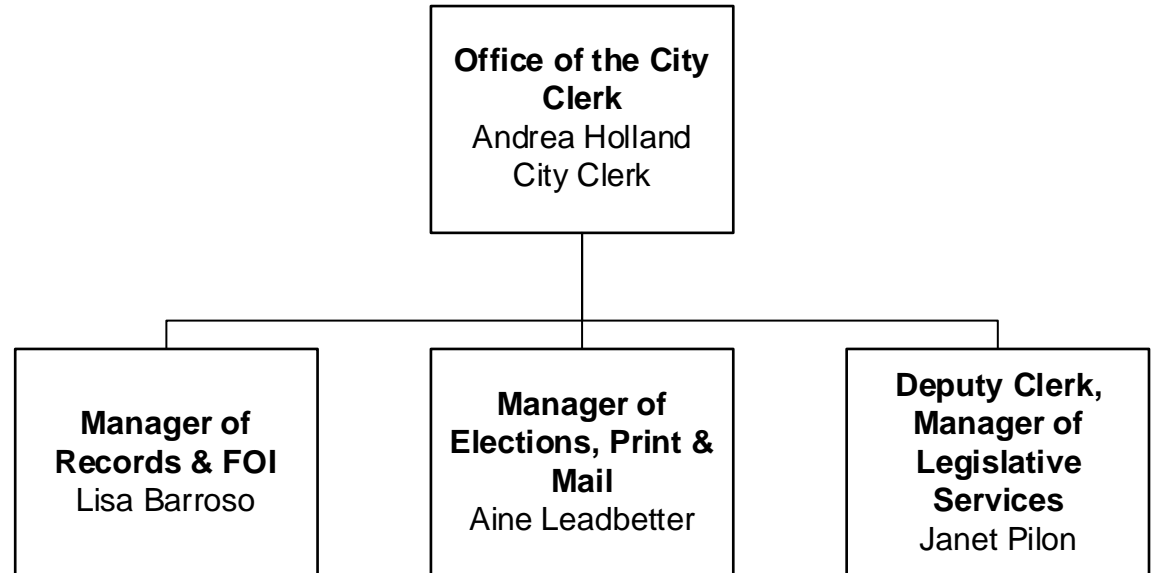 Office of the City
Clerk
Andrea Holland
City Clerk
Manager of
Records & FOI
Lisa Barroso
Manager of
Elections, Print &
Mail
Aine Leadbetter
Deputy Clerk,
Manager of
Legislative
Services
Janet Pilon